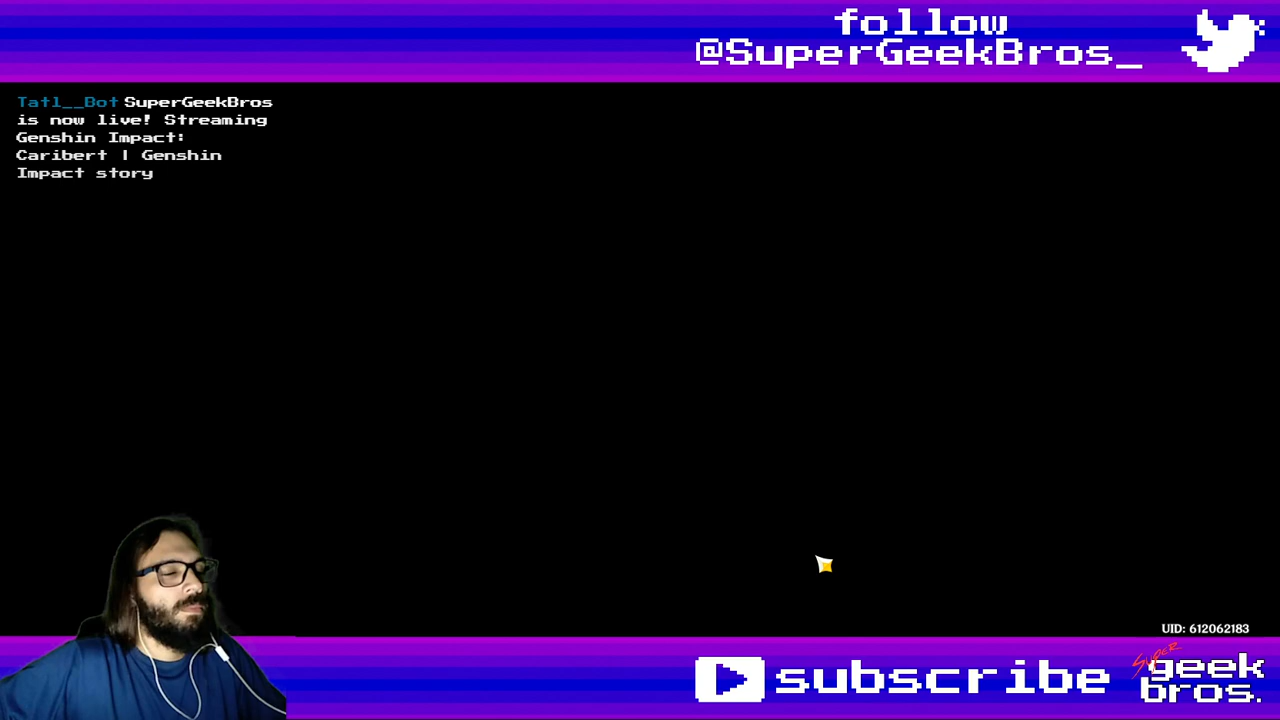 follow
@SuperGeekBros_
Tatl__Bot SuperGeekBros
is now live! Streaming
Genshin Impact:
Caribert | Genshin
Impact story
UID: 612062183
subscribe
SUPER
geek
bros.